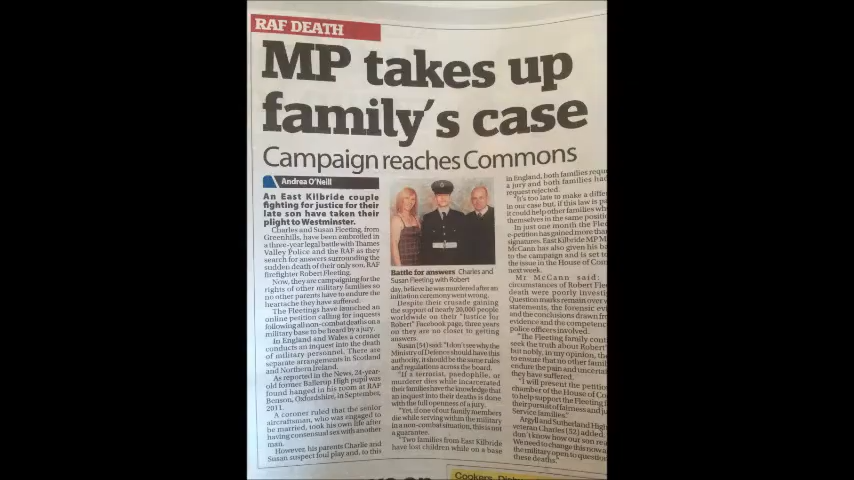 RAF DEATH
MP takes up
family's case
Campaign reaches Commons
Andrea O'Neill
An East Kilbride couple
fighting for justice for their
late son have taken their
plight to Westminster.
Charles and Susan Fleeting, from
Greenhills, have been embroiled in
a three-year legal battle with Thames
Valley Police and the RAF as they
search for answers surrounding the
sudden death of their only son, RAF
firefighter Robert Fleeting.
Now, they are campaigning for the
rights of other military families so
no other parents have to endure the
heartache they have suffered.
The Fleetings have launched an
online petition calling for inquests
following all non-combat deaths on a
military base to be heard by a jury.
In England and Wales a coroner
conducts an inquest into the death
of military personnel. There are
separate arrangements in Scotland
and Northern Ireland.
As reported in the News, 24-year-
old former Ballerup High pupil was
found hanged in his room at RAF
Benson, Oxfordshire, in September,
2011.
A coroner ruled that the senior
aircraftman, who was engaged to
be married, took his own life after
having consensual sex with another
man.
However, his parents Charlie and
Susan suspect foul play and, to this
Battle for answers Charles and
Susan Fleeting with Robert
day, believe he was murdered after an
initiation ceremony went wrong.
Despite their crusade gaining
the support of nearly 20,000 people
worldwide on their "Justice for
Robert" Facebook page, three years
on they are no closer to getting
answers.
Susan (54) said: "I don't see why the
Ministry of Defence should have this
authority, it should be the same rules
and regulations across the board.
"If a terrorist, paedophile, or
murderer dies while incarcerated
their families have the knowledge that
an inquest into their deaths is done
with the full openness of a jury.
"Yet, if one of our family members
die while serving within the military
in a non-combat situation, this is not
a guarantee.
"Two families from East Kilbride
have lost children while on a base
in England, both families requ
a jury and both families had
request rejected.
"It's too late to make a diffe
in our case but, if this law is pa
it could help other families wh
themselves in the same positio
In just one month the Flee
e-petition has gained more than
signatures. East Kilbride MP M
McCann has also given his ba
to the campaign and is set to
the issue in the House of Com
next week.
Mr McCann said:
circumstances of Robert Fle
death were poorly investig
Question marks remain over w
statements, the forensic ev
and the conclusions drawn fr
evidence and the competenc
police officers involved.
"The Fleeting family cont
seek the truth about Robert'
but nobly, in my opinion, the
to ensure that no other famil
endure the pain and uncerta
they have suffered.
"I will present the petition
chamber of the House of Co
to help support the Fleeting f
their pursuit of fairness and ju
Service families."
Argyll and Sutherland High
veteran Charles (52) added:
don't know how our son rea
We need to change this now a
the military open to question
these deaths."